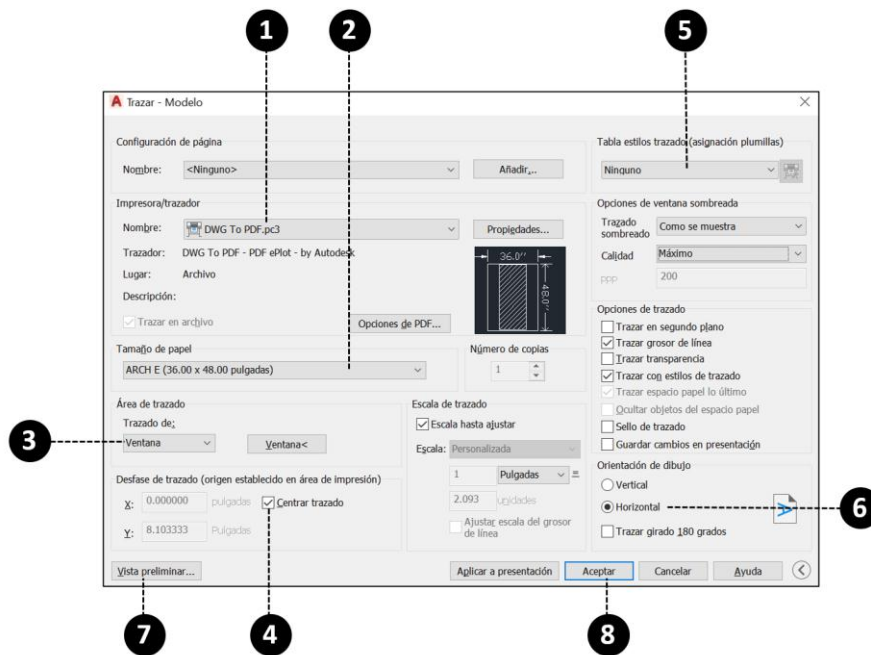 1
2
5
A Trazar - Modelo
Configuración de página
Nombre: <Ninguno> Añadir...
Tabla estilos trazado (asignación plumillas)
Ninguno
Impresora/trazador
Nombre: DWG To PDF.pc3 Propiedades...
Trazador: DWG To PDF - PDF ePlot - by Autodesk
Lugar: Archivo
Descripción:
Trazar en archivo Opciones de PDF...
36.0''
48.0''
Opciones de ventana sombreada
Trazado sombreado Como se muestra
Calidad Máximo
PPP 200
Tamaño de papel
ARCH E (36.00 x 48.00 pulgadas)
Número de copias
1
Opciones de trazado
Trazar en segundo plano
Trazar grosor de línea
Trazar transparencia
Trazar con estilos de trazado
Trazar espacio papel lo último
Ocultar objetos del espacio papel
Sello de trazado
Guardar cambios en presentación
3
Área de trazado
Trazado de:
Ventana Ventana<
Escala de trazado
Escala hasta ajustar
Escala: Personalizada
1 Pulgadas =
2.093 unidades
Ajustar escala del grosor
de línea
Desfase de trazado (origen establecido en área de impresión)
X: 0.000000 pulgadas Centrar trazado
Y: 8.103333 Pulgadas
Orientación de dibujo
Vertical
Horizontal A
Trazar girado 180 grados
6
Vista preliminar... Aplicar a presentación Aceptar Cancelar Ayuda <
7
4
8